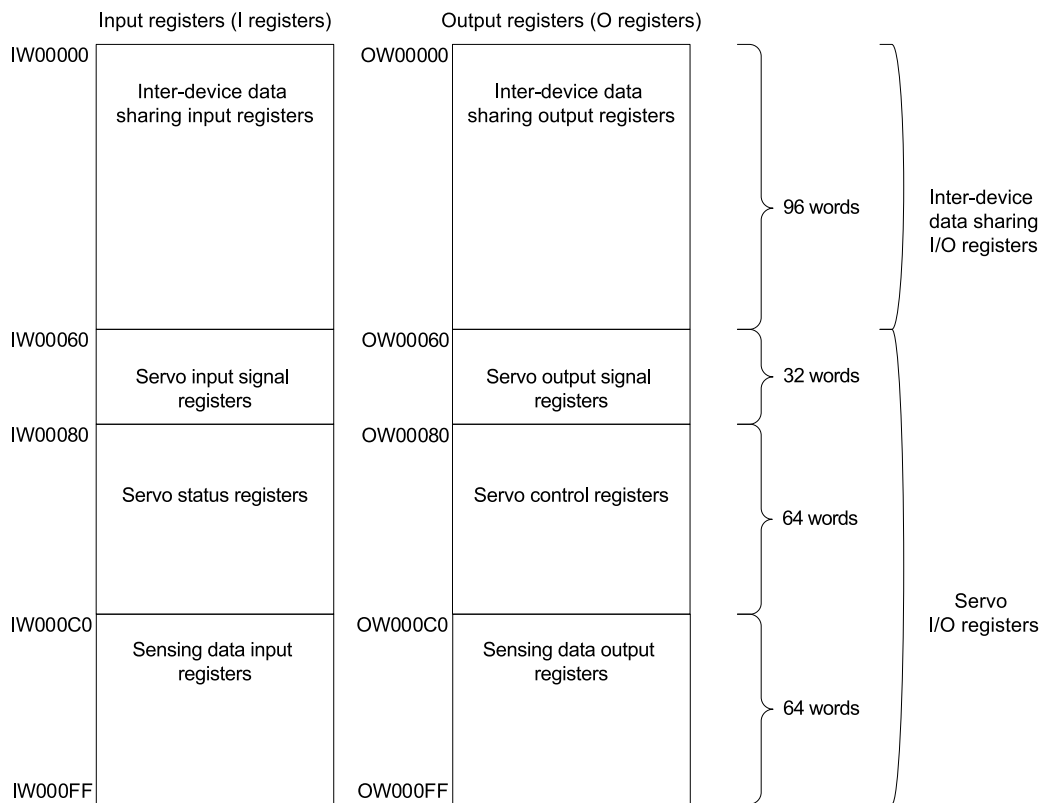 Input registers (I registers)
Output registers (O registers)
IW00000
OW00000
Inter-device data
sharing input registers
Inter-device data
sharing output registers
96 words
Inter-device
data sharing
I/O registers
IW00060
OW00060
Servo input signal
registers
Servo output signal
registers
32 words
IW00080
OW00080
Servo status registers
Servo control registers
64 words
IW000C0
OW000C0
Sensing data input
registers
Sensing data output
registers
64 words
Servo
I/O registers
IW000FF
OW000FF